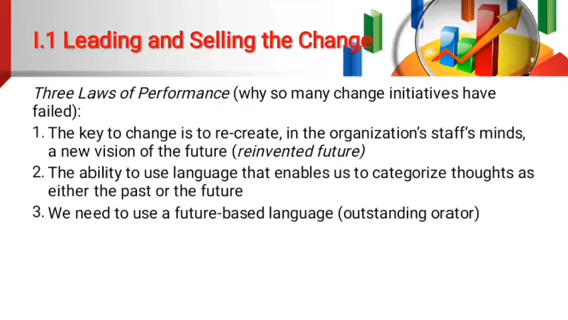 I.1 Leading and Selling the Change
Three Laws of Performance (why so many change initiatives have
failed):
1. The key to change is to re-create, in the organization's staff's minds,
a new vision of the future (reinvented future)
2. The ability to use language that enables us to categorize thoughts as
either the past or the future
3. We need to use a future-based language (outstanding orator)